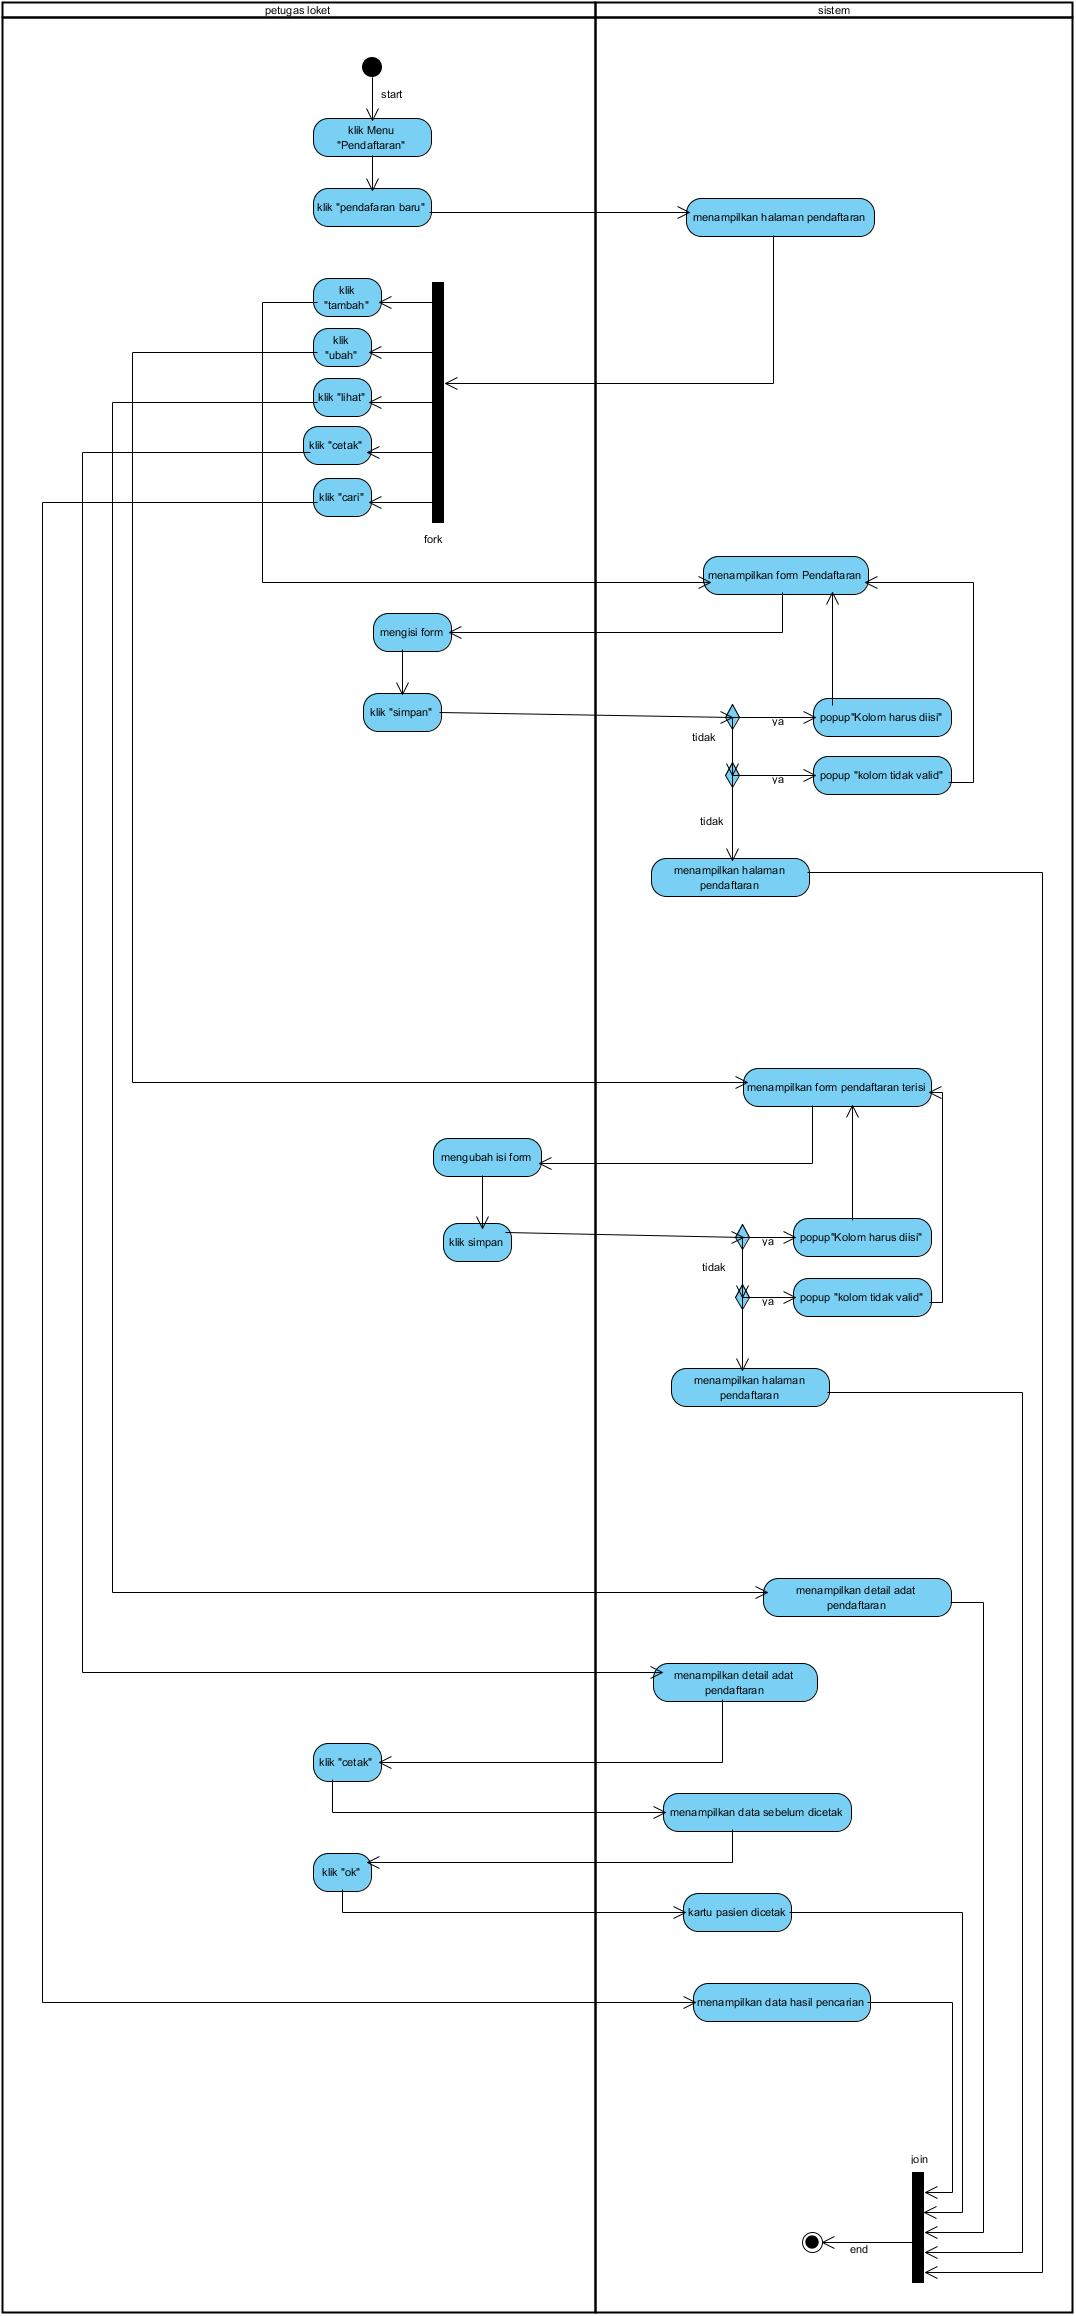 petugas loket
sistem
start
klik Menu
"Pendaftaran"
klik "pendafaran baru"
menampilkan halaman pendaftaran
klik
"tambah"
klik
"ubah"
klik "lihat"
klik "cetak"
klik "cari"
fork
menampilkan form Pendaftaran
mengisi form
klik "simpan"
ya
popup"Kolom harus diisi"
tidak
ya
popup "kolom tidak valid"
tidak
menampilkan halaman
pendaftaran
menampilkan form pendaftaran terisi
mengubah isi form
klik simpan
ya
popup"Kolom harus diisi"
tidak
ya
popup "kolom tidak valid"
menampilkan halaman
pendaftaran
menampilkan detail adat
pendaftaran
menampilkan detail adat
pendaftaran
klik "cetak"
menampilkan data sebelum dicetak
klik "ok"
kartu pasien dicetak
menampilkan data hasil pencarian
join
end